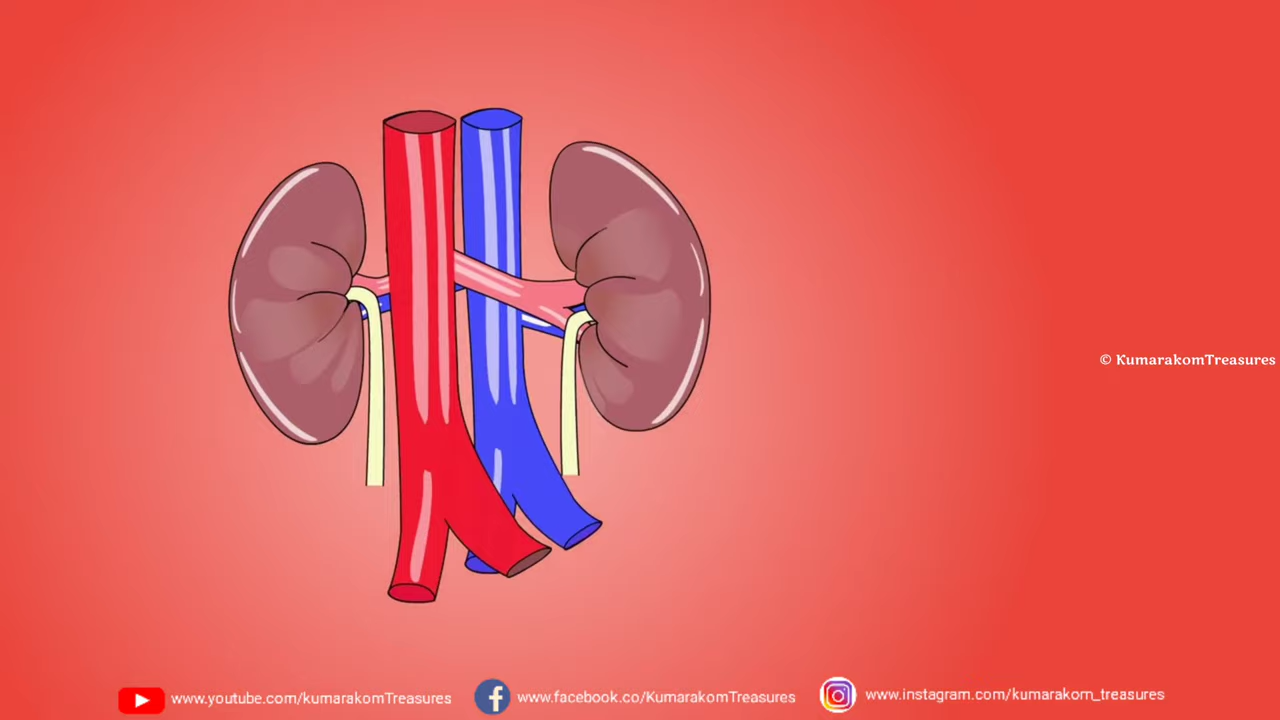 © KumarakomTreasures
www.youtube.com/kumarakomTreasures
www.facebook.co/KumarakomTreasures
www.instagram.com/kumarakom_treasures